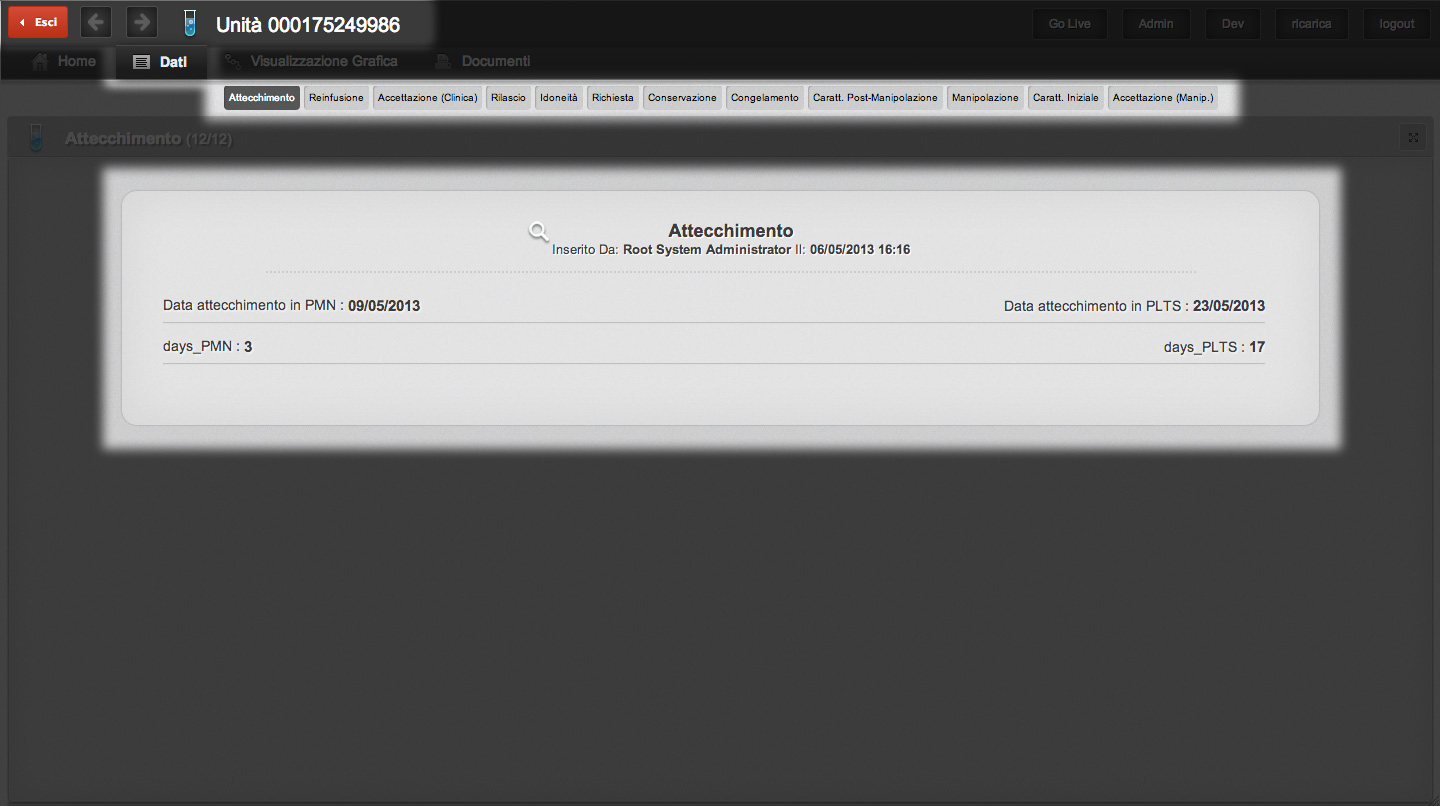 Esci
Unità 000175249986
Go Live
Admin
Dev
ricarica
logout
Home
Dati
Visualizzazione Grafica
Documenti
Attecchimento
Reinfusione
Accettazione (Clinica)
Rilascio
Idoneità
Richiesta
Conservazione
Congelamento
Caratt. Post-Manipolazione
Manipolazione
Caratt. Iniziale
Accettazione (Manip.)
Attecchimento (12/12)
Attecchimento
Inserito Da: Root System Administrator Il: 06/05/2013 16:16
Data attecchimento in PMN : 09/05/2013
Data attecchimento in PLTS : 23/05/2013
days_PMN : 3
days_PLTS : 17